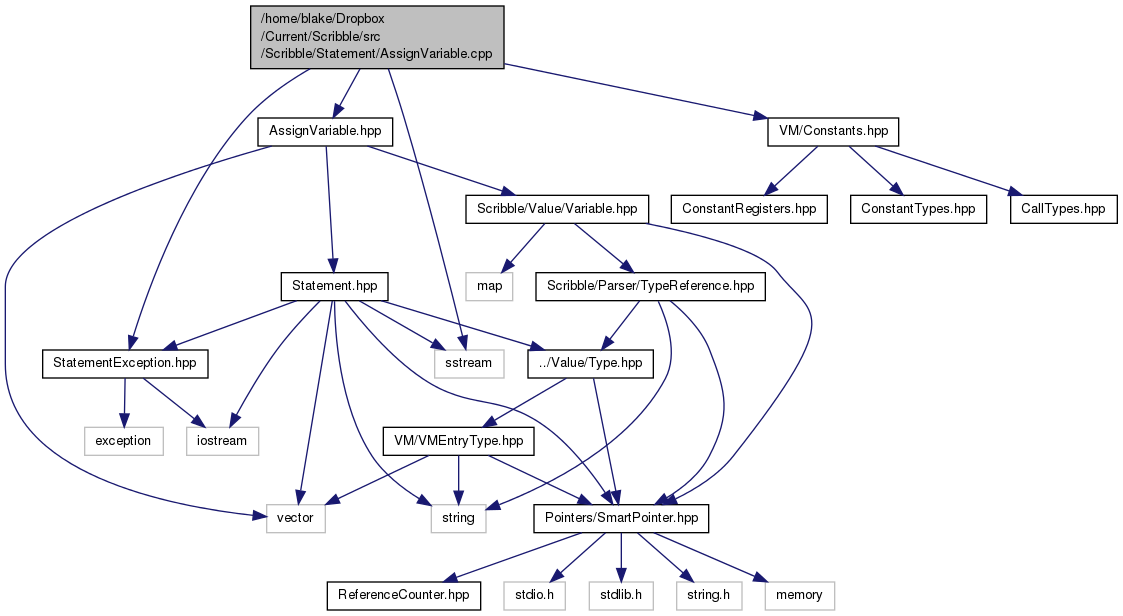 /home/blake/Dropbox
/Current/Scribble/src
/Scribble/Statement/AssignVariable.cpp
AssignVariable.hpp
VM/Constants.hpp
Scribble/Value/Variable.hpp
ConstantRegisters.hpp
ConstantTypes.hpp
CallTypes.hpp
Statement.hpp
map
Scribble/Parser/TypeReference.hpp
StatementException.hpp
sstream
../Value/Type.hpp
exception
iostream
VM/VMEntryType.hpp
vector
string
Pointers/SmartPointer.hpp
ReferenceCounter.hpp
stdio.h
stdlib.h
string.h
memory